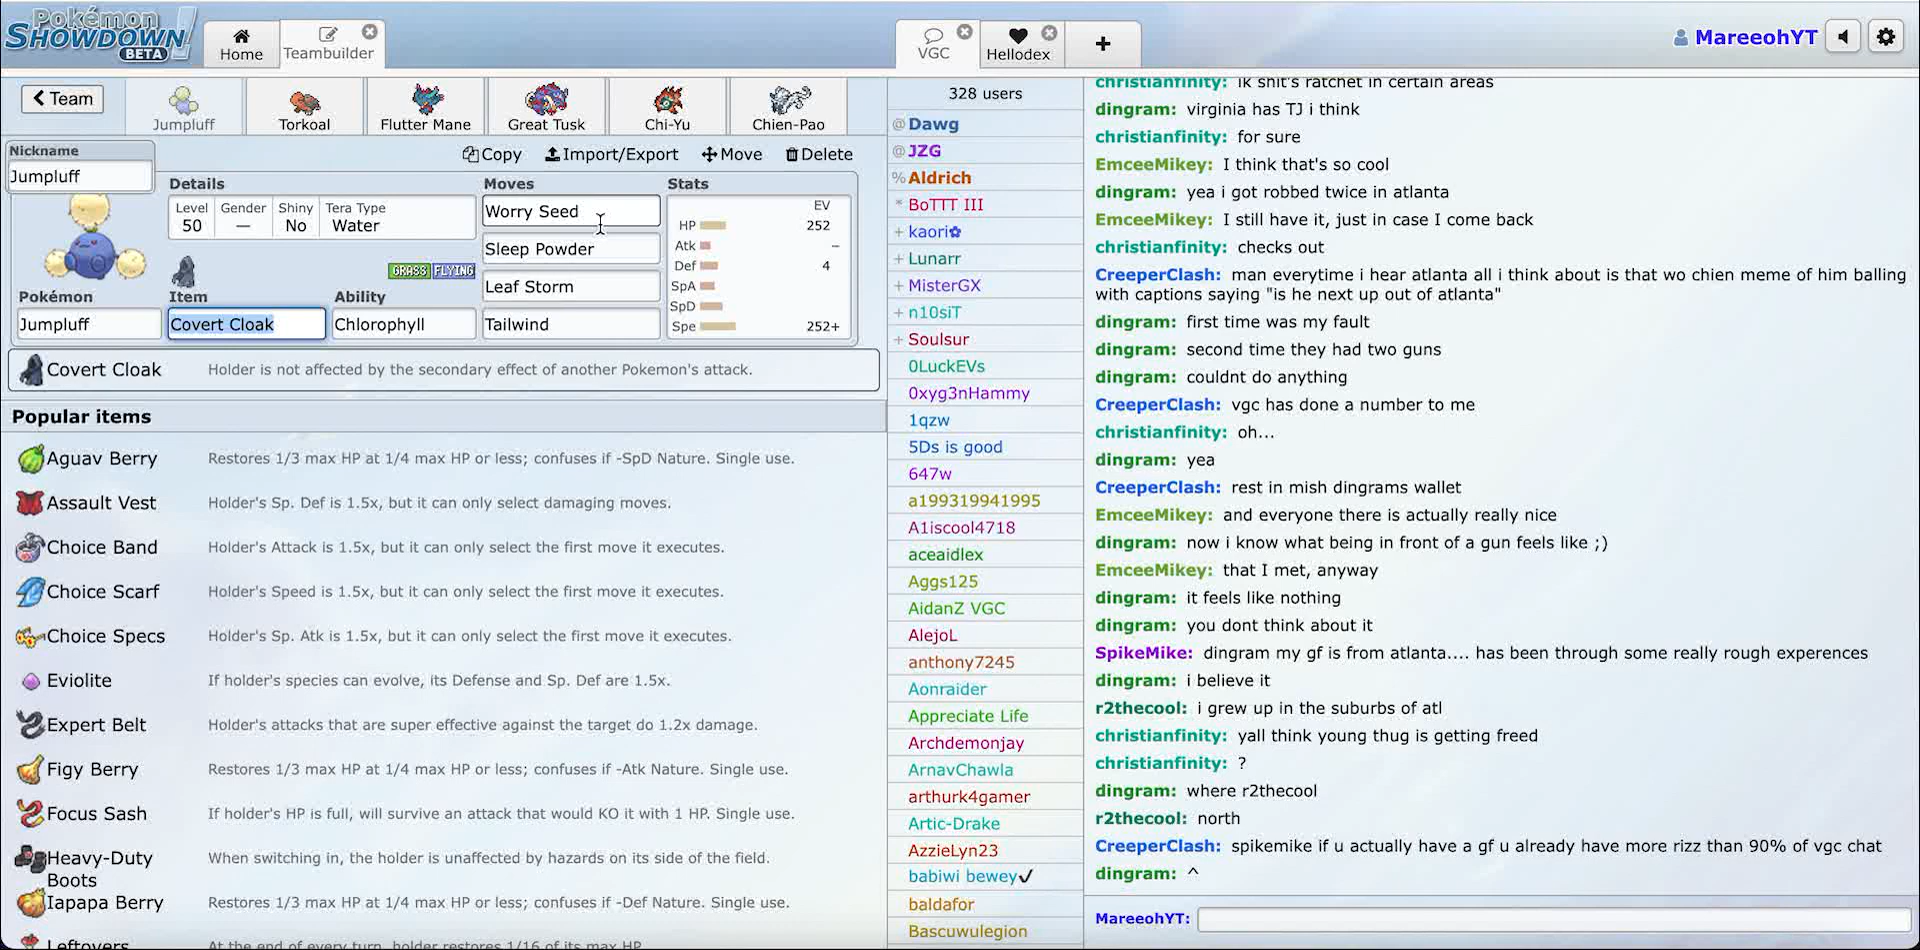 Pokémon
SHOWDOWN!
BETA
Home
Teambuilder
VGC
Hellodex
MareeohYT
Team
Jumpluff
Torkoal
Flutter Mane
Great Tusk
Chi-Yu
Chien-Pao
Nickname
Jumpluff
Copy
Import/Export
Move
Delete
Details
Level
50
Gender
—
Shiny
No
Tera Type
Water
GRASS FLYING
Pokémon
Jumpluff
Item
Covert Cloak
Ability
Chlorophyll
Moves
Worry Seed
Sleep Powder
Leaf Storm
Tailwind
Stats
EV
HP 252
Atk –
Def 4
SpA
SpD
Spe 252+
Covert Cloak Holder is not affected by the secondary effect of another Pokemon's attack.
Popular items
Aguav Berry Restores 1/3 max HP at 1/4 max HP or less; confuses if -SpD Nature. Single use.
Assault Vest Holder's Sp. Def is 1.5x, but it can only select damaging moves.
Choice Band Holder's Attack is 1.5x, but it can only select the first move it executes.
Choice Scarf Holder's Speed is 1.5x, but it can only select the first move it executes.
Choice Specs Holder's Sp. Atk is 1.5x, but it can only select the first move it executes.
Eviolite If holder's species can evolve, its Defense and Sp. Def are 1.5x.
Expert Belt Holder's attacks that are super effective against the target do 1.2x damage.
Figy Berry Restores 1/3 max HP at 1/4 max HP or less; confuses if -Atk Nature. Single use.
Focus Sash If holder's HP is full, will survive an attack that would KO it with 1 HP. Single use.
Heavy-Duty Boots When switching in, the holder is unaffected by hazards on its side of the field.
Iapapa Berry Restores 1/3 max HP at 1/4 max HP or less; confuses if -Def Nature. Single use.
Leftovers At the end of every turn, holder restores 1/16 of its max HP.
328 users
@ Dawg
@ JZG
% Aldrich
* BoTTT III
+ kaori✿
+ Lunarr
+ MisterGX
+ n10siT
+ Soulsur
0LuckEVs
0xyg3nHammy
1qzw
5Ds is good
647w
a199319941995
A1iscool4718
aceaidlex
Aggs125
AidanZ VGC
AlejoL
anthony7245
Aonraider
Appreciate Life
Archdemonjay
ArnavChawla
arthurk4gamer
Artic-Drake
AzzieLyn23
babiwi bewey✓
baldafor
Bascuwulegion
christianfinity: ik shit's ratchet in certain areas
dingram: virginia has TJ i think
christianfinity: for sure
EmceeMikey: I think that's so cool
dingram: yea i got robbed twice in atlanta
EmceeMikey: I still have it, just in case I come back
christianfinity: checks out
CreeperClash: man everytime i hear atlanta all i think about is that wo chien meme of him balling
with captions saying "is he next up out of atlanta"
dingram: first time was my fault
dingram: second time they had two guns
dingram: couldnt do anything
CreeperClash: vgc has done a number to me
christianfinity: oh...
dingram: yea
CreeperClash: rest in mish dingrams wallet
EmceeMikey: and everyone there is actually really nice
dingram: now i know what being in front of a gun feels like ;)
EmceeMikey: that I met, anyway
dingram: it feels like nothing
dingram: you dont think about it
SpikeMike: dingram my gf is from atlanta.... has been through some really rough experences
dingram: i believe it
r2thecool: i grew up in the suburbs of atl
christianfinity: yall think young thug is getting freed
christianfinity: ?
dingram: where r2thecool
r2thecool: north
CreeperClash: spikemike if u actually have a gf u already have more rizz than 90% of vgc chat
dingram: ^
MareeohYT: